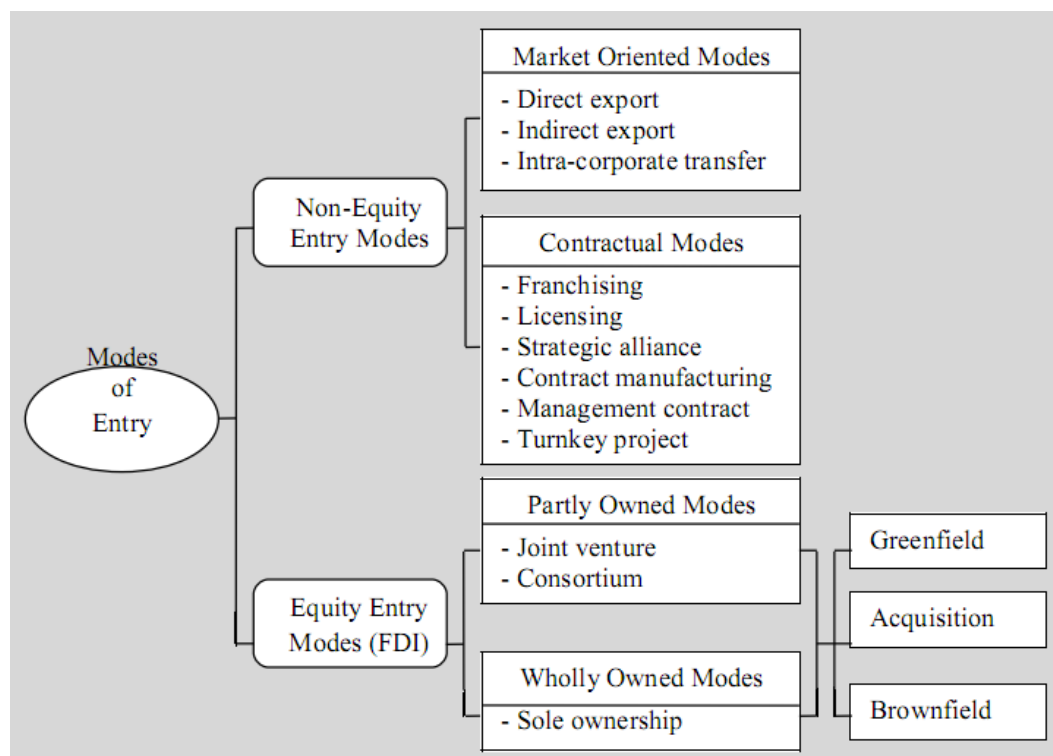 Modes
of
Entry
Non-Equity
Entry Modes
Market Oriented Modes
- Direct export
- Indirect export
- Intra-corporate transfer
Contractual Modes
- Franchising
- Licensing
- Strategic alliance
- Contract manufacturing
- Management contract
- Turnkey project
Equity Entry
Modes (FDI)
Partly Owned Modes
- Joint venture
- Consortium
Wholly Owned Modes
- Sole ownership
Greenfield
Acquisition
Brownfield